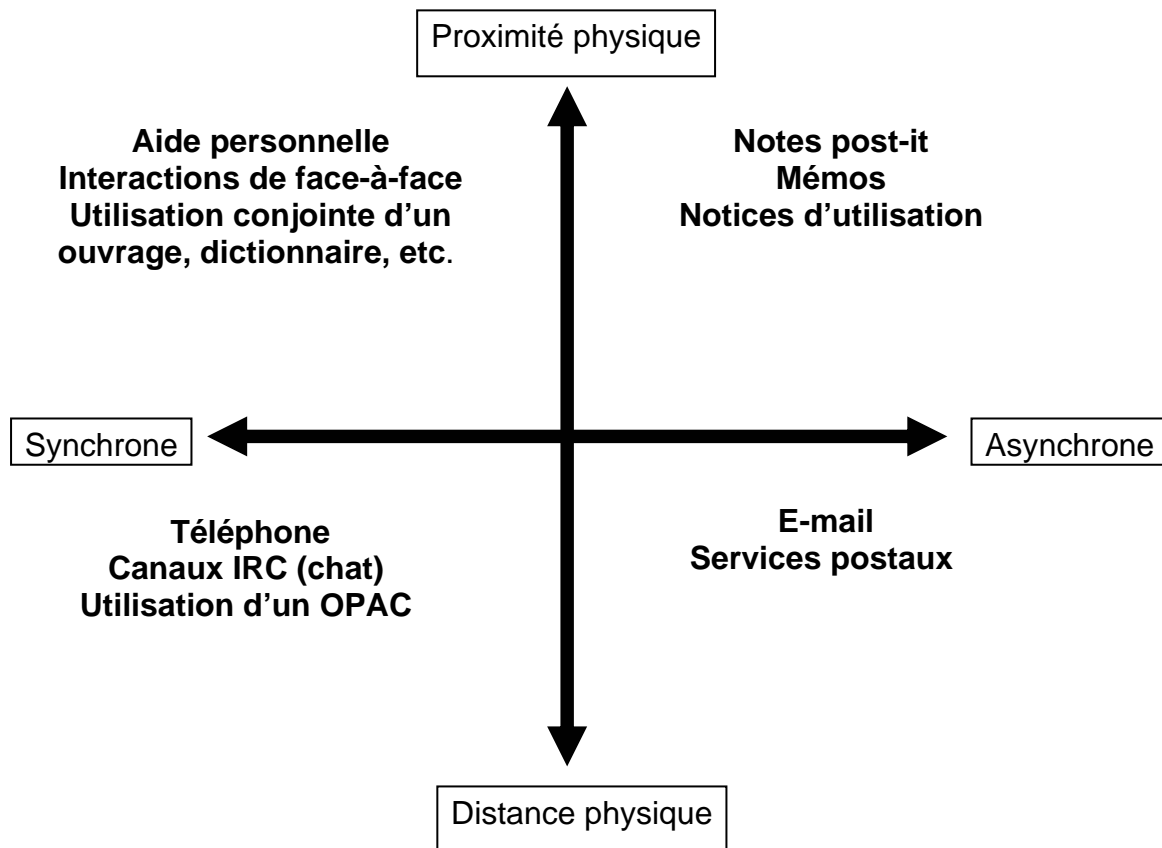 Proximité physique
Aide personnelle
Interactions de face-à-face
Utilisation conjointe d’un
ouvrage, dictionnaire, etc.
Notes post-it
Mémos
Notices d’utilisation
Synchrone
Asynchrone
Téléphone
Canaux IRC (chat)
Utilisation d’un OPAC
E-mail
Services postaux
Distance physique